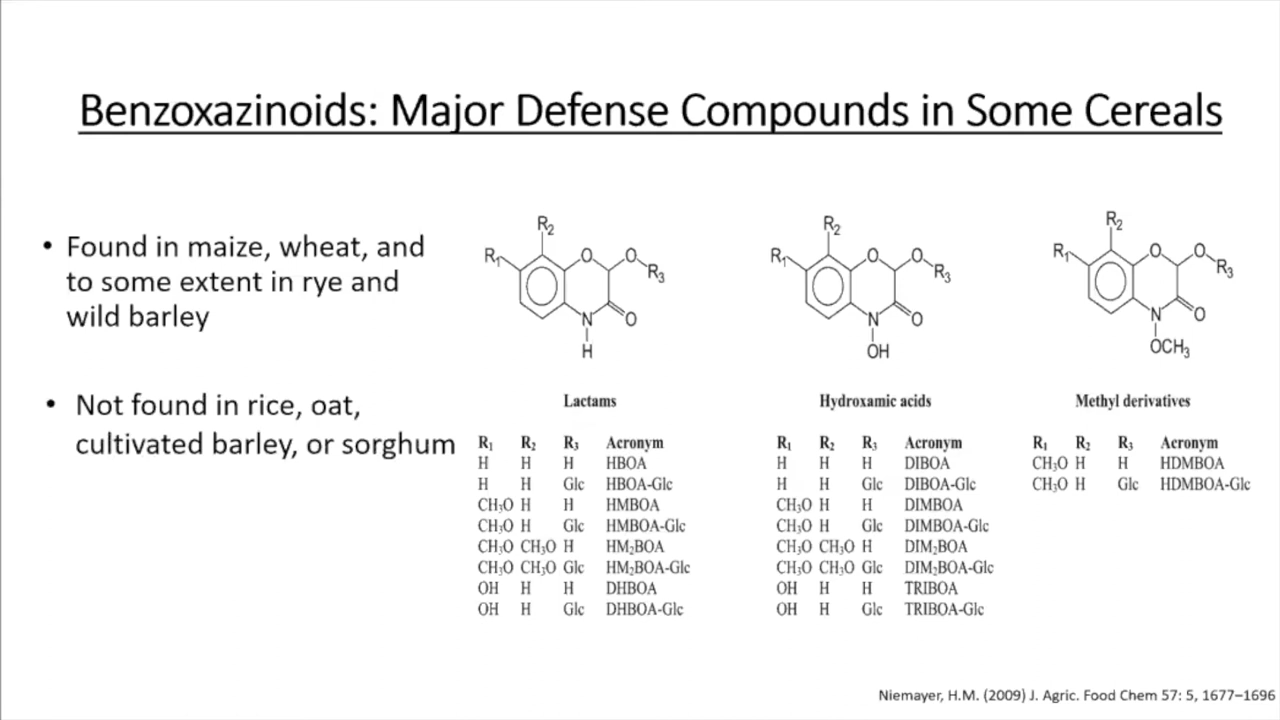 Benzoxazinoids: Major Defense Compounds in Some Cereals
• Found in maize, wheat, and
to some extent in rye and
wild barley
• Not found in rice, oat,
cultivated barley, or sorghum
R₂
R₁
O
O
R₃
N
O
H
Lactams
R₁ R₂ R₃ Acronym
H H H HBOA
H H Glc HBOA-Glc
CH₃O H H HMBOA
CH₃O H Glc HMBOA-Glc
CH₃O CH₃O H HM₂BOA
CH₃O CH₃O Glc HM₂BOA-Glc
OH H H DHBOA
OH H Glc DHBOA-Glc
R₂
R₁
O
O
R₃
N
O
OH
Hydroxamic acids
R₁ R₂ R₃ Acronym
H H H DIBOA
H H Glc DIBOA-Glc
CH₃O H H DIMBOA
CH₃O H Glc DIMBOA-Glc
CH₃O CH₃O H DIM₂BOA
CH₃O CH₃O Glc DIM₂BOA-Glc
OH H H TRIBOA
OH H Glc TRIBOA-Glc
R₂
R₁
O
O
R₃
N
O
OCH₃
Methyl derivatives
R₁ R₂ R₃ Acronym
CH₃O H H HDMBOA
CH₃O H Glc HDMBOA-Glc
Niemayer, H.M. (2009) J. Agric. Food Chem 57: 5, 1677–1696